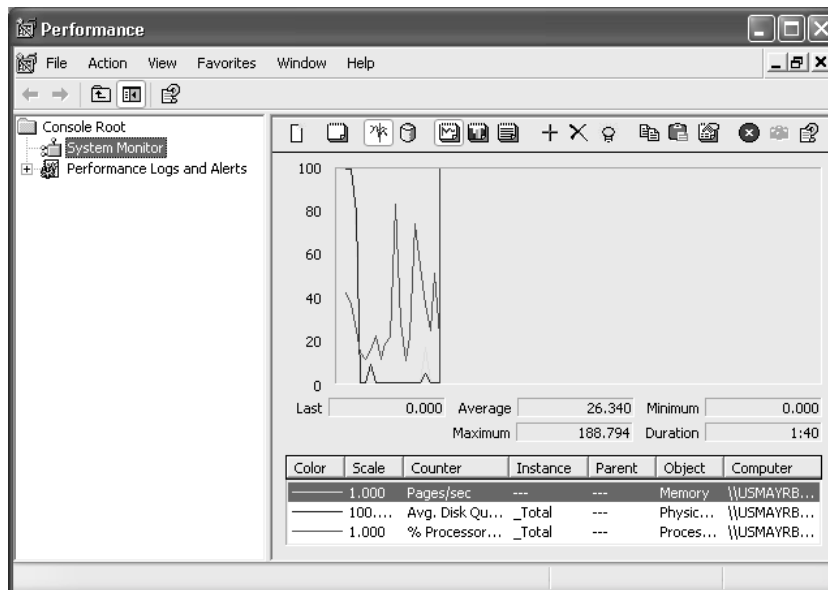 Performance
File Action View Favorites Window Help
Console Root
System Monitor
Performance Logs and Alerts
100
80
60
40
20
0
Last 0.000 Average 26.340 Minimum 0.000
Maximum 188.794 Duration 1:40
Color Scale Counter Instance Parent Object Computer
1.000 Pages/sec --- --- Memory \\USMAYRB...
100.... Avg. Disk Qu... _Total --- Physic... \\USMAYRB...
1.000 % Processor... _Total --- Proces... \\USMAYRB...